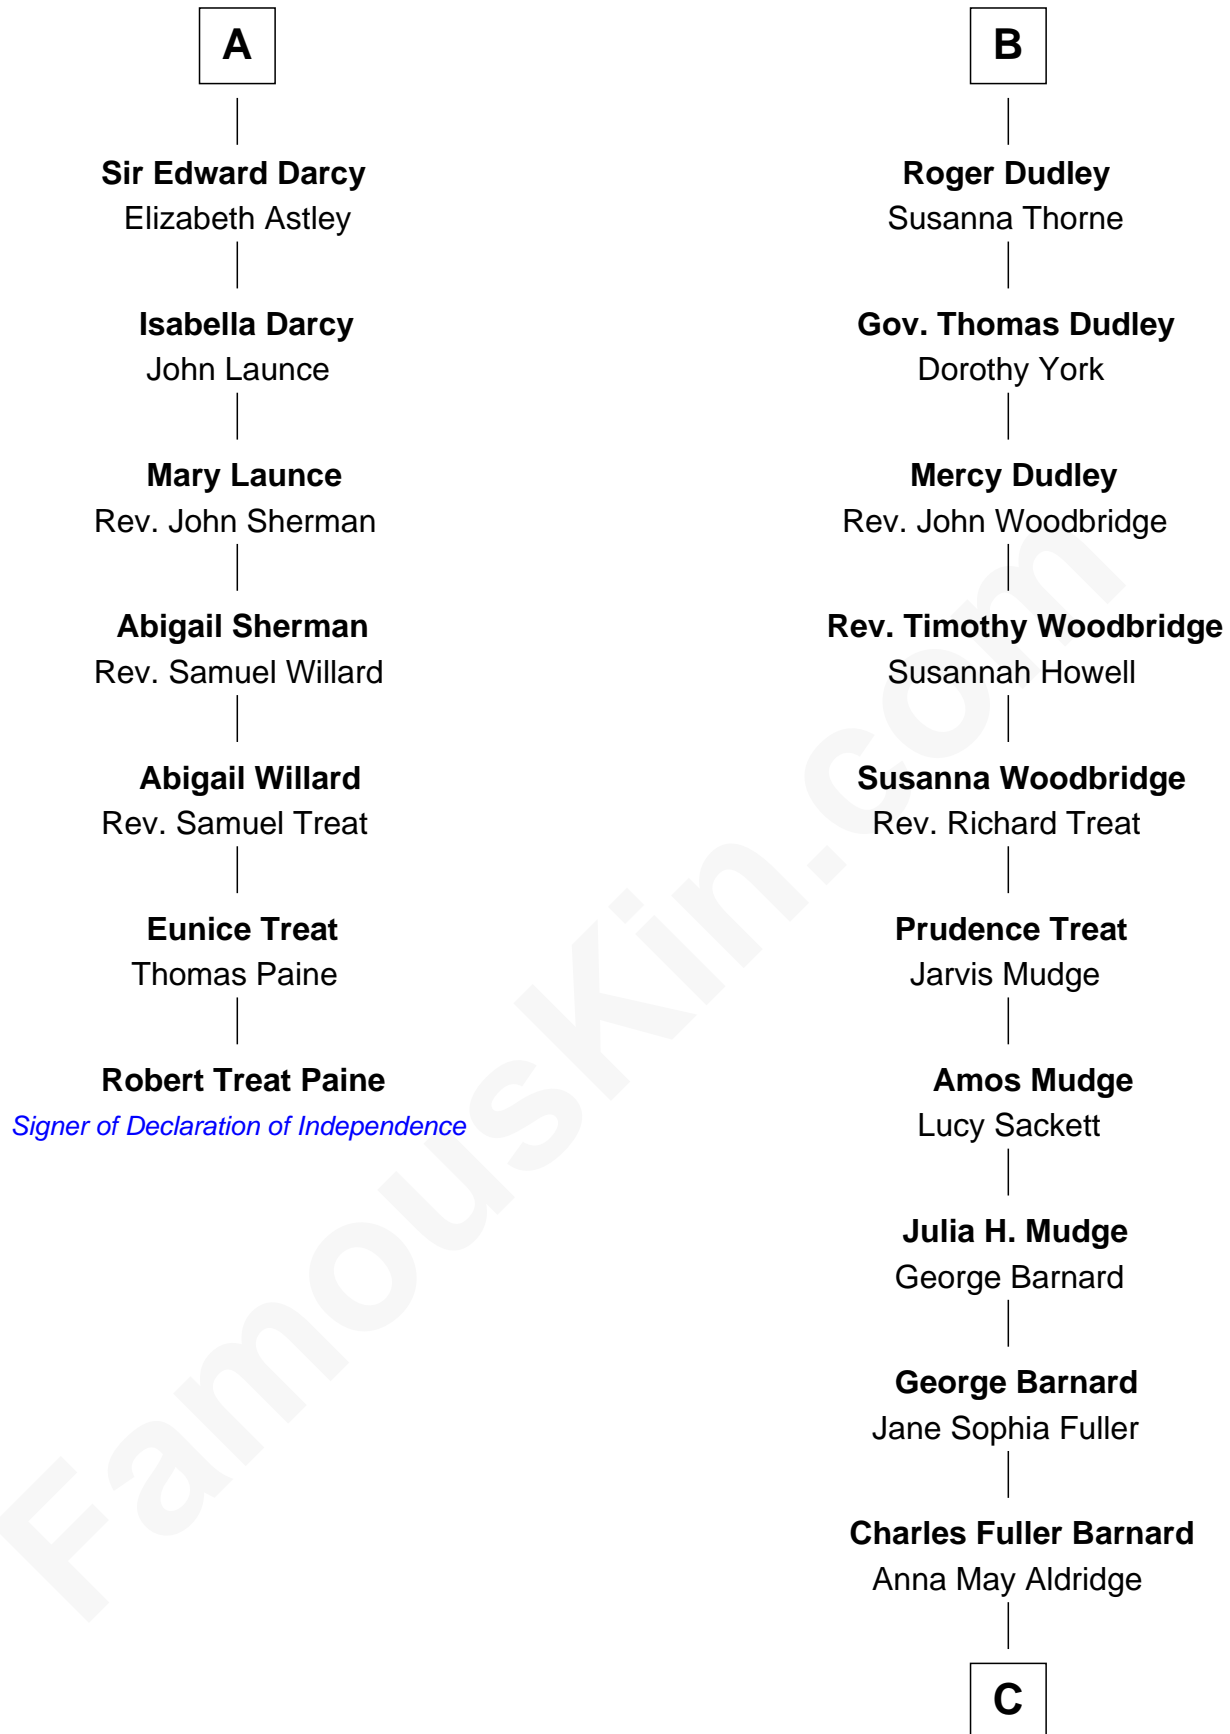 A
Sir Edward Darcy
Elizabeth Astley
Isabella Darcy
John Launce
Mary Launce
Rev. John Sherman
Abigail Sherman
Rev. Samuel Willard
Abigail Willard
Rev. Samuel Treat
Eunice Treat
Thomas Paine
Robert Treat Paine
Signer of Declaration of Independence
B
Roger Dudley
Susanna Thorne
Gov. Thomas Dudley
Dorothy York
Mercy Dudley
Rev. John Woodbridge
Rev. Timothy Woodbridge
Susannah Howell
Susanna Woodbridge
Rev. Richard Treat
Prudence Treat
Jarvis Mudge
Amos Mudge
Lucy Sackett
Julia H. Mudge
George Barnard
George Barnard
Jane Sophia Fuller
Charles Fuller Barnard
Anna May Aldridge
C
FamousKin.com